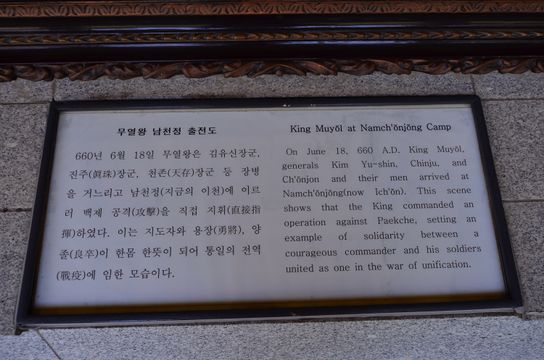 무열왕 남천정 출전도
660년 6월 18일 무열왕은 김유신장군,
진주(眞珠)장군, 천존(天存)장군 등 장병
을 거느리고 남천정(지금의 이천)에 이르
러 백제 공격(攻擊)을 직접 지휘(直接指
揮)하였다. 이는 지도자와 용장(勇將), 양
졸(良卒)이 한몸 한뜻이 되어 통일의 전역
(戰疫)에 임한 모습이다.
King Muyŏl at Namch'ŏnjŏng Camp
On June 18, 660 A.D. King Muyŏl,
generals Kim Yu-shin, Chinju, and
Ch'ŏnjon and their men arrived at
Namch'ŏnjŏng(now Ich'ŏn). This scene
shows that the King commanded an
operation against Paekche, setting an
example of solidarity between a
courageous commander and his soldiers
united as one in the war of unification.